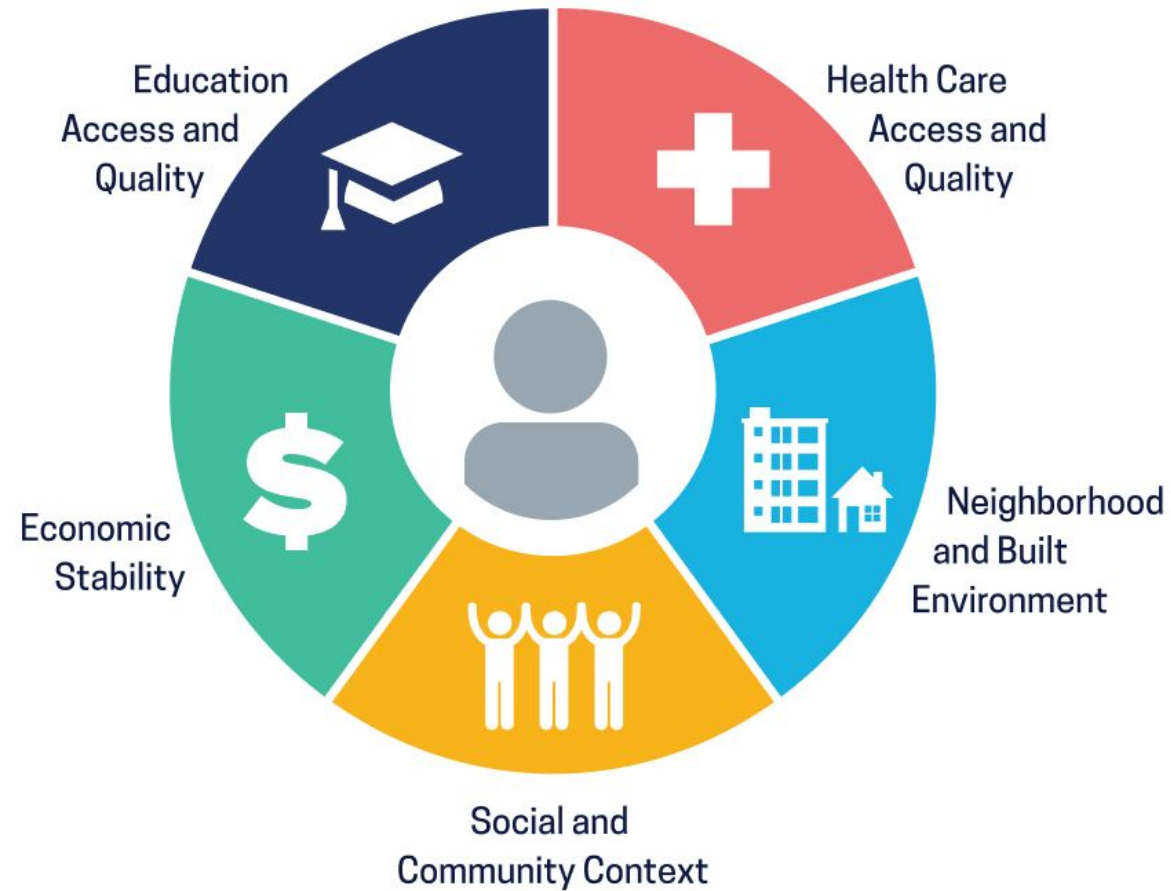 Education
Access and
Quality
Health Care
Access and
Quality
Economic
Stability
Neighborhood
and Built
Environment
Social and
Community Context